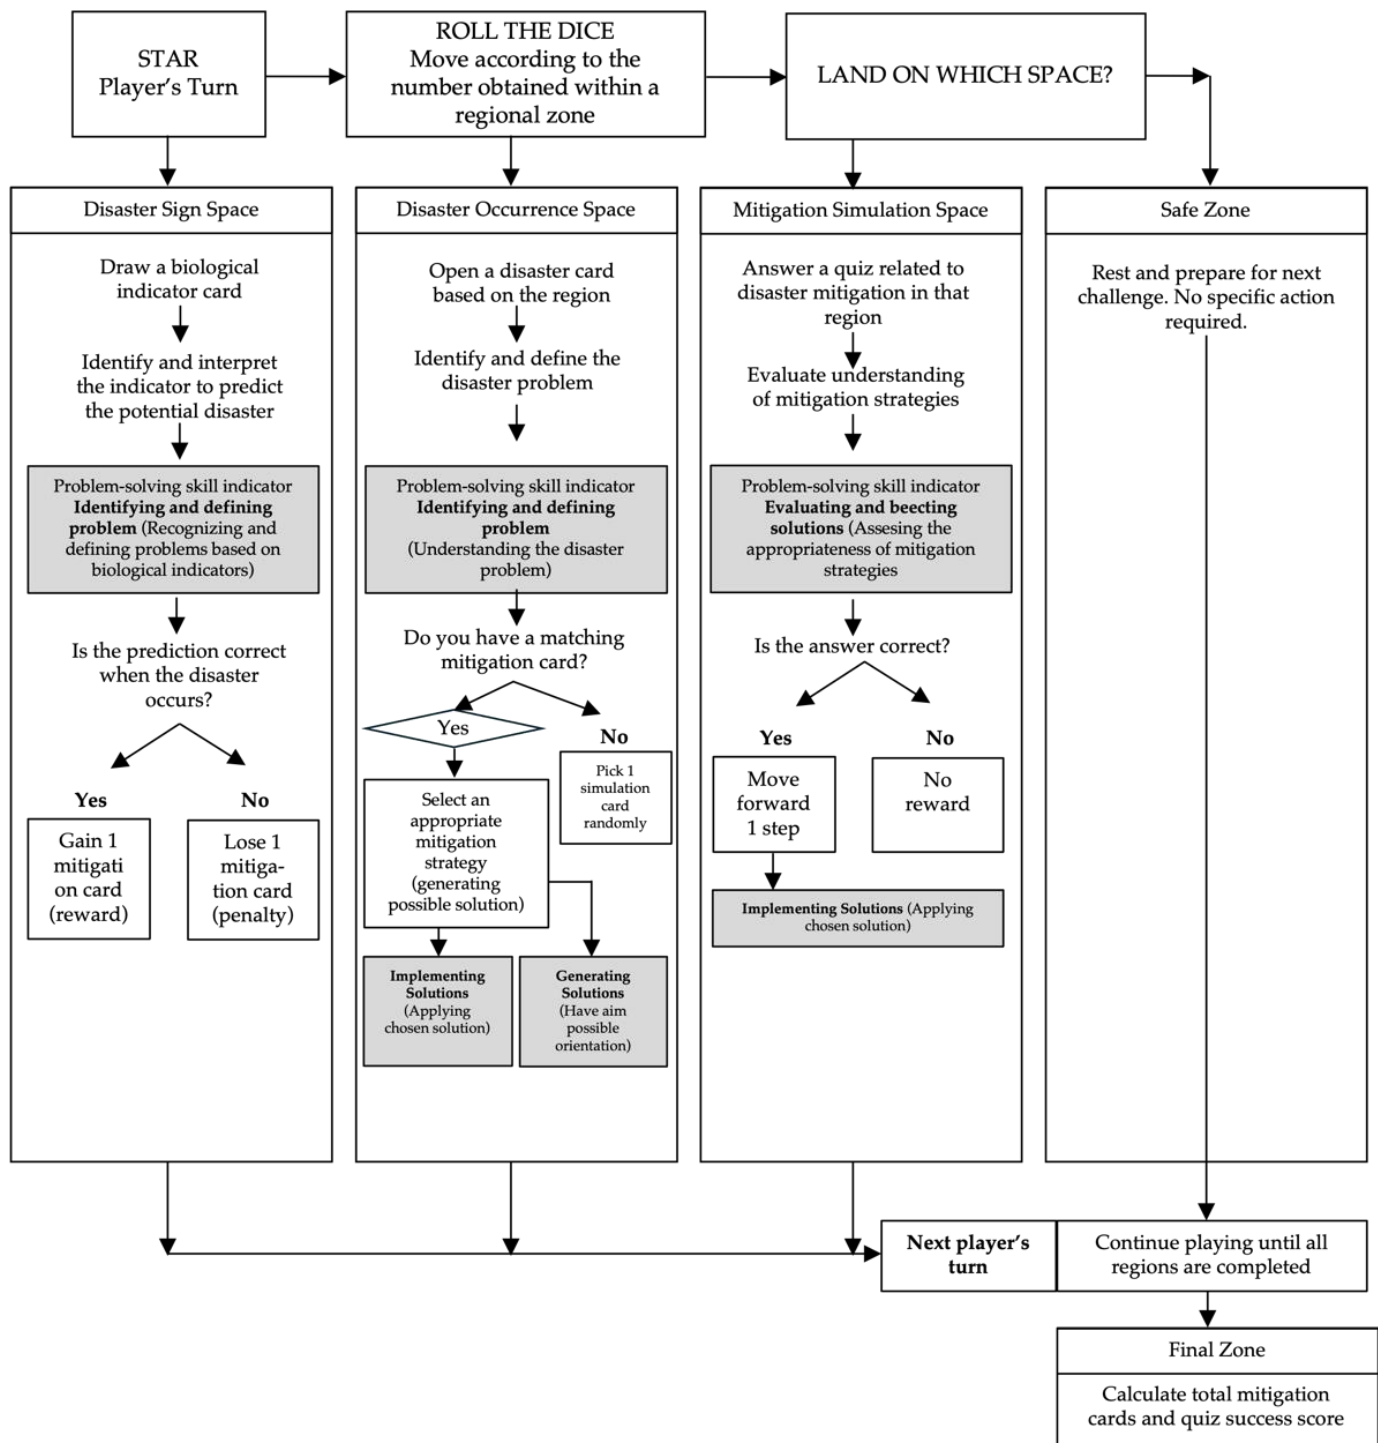 STAR
Player's Turn
ROLL THE DICE
Move according to the
number obtained within a
regional zone
LAND ON WHICH SPACE?
Disaster Sign Space
Draw a biological
indicator card
Identify and interpret
the indicator to predict
the potential disaster
Problem-solving skill indicator
Identifying and defining
problem (Recognizing and
defining problems based on
biological indicators)
Is the prediction correct
when the disaster
occurs?
Yes
No
Gain 1
mitigati
on card
(reward)
Lose 1
mitiga-
tion card
(penalty)
Disaster Occurrence Space
Open a disaster card
based on the region
Identify and define the
disaster problem
Problem-solving skill indicator
Identifying and defining
problem
(Understanding the disaster
problem)
Do you have a matching
mitigation card?
Yes
No
Pick 1
simulation
card
randomly
Select an
appropriate
mitigation
strategy
(generating
possible solution)
Implementing
Solutions
(Applying
chosen solution)
Generating
Solutions
(Have aim
possible
orientation)
Mitigation Simulation Space
Answer a quiz related to
disaster mitigation in that
region
Evaluate understanding
of mitigation strategies
Problem-solving skill indicator
Evaluating and beecting
solutions (Assesing the
appropriateness of mitigation
strategies
Is the answer correct?
Yes
No
Move
forward
1 step
No
reward
Implementing Solutions (Applying
chosen solution)
Safe Zone
Rest and prepare for next
challenge. No specific action
required.
Next player's
turn
Continue playing until all
regions are completed
Final Zone
Calculate total mitigation
cards and quiz success score